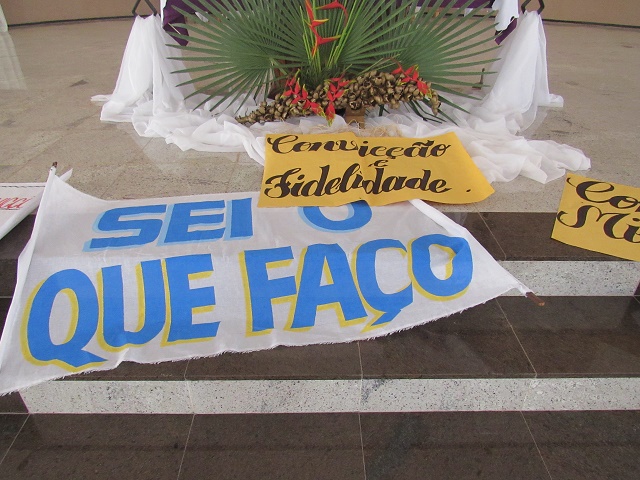 Convicção
e
Fidelidade.
SEI O
QUE FAÇO